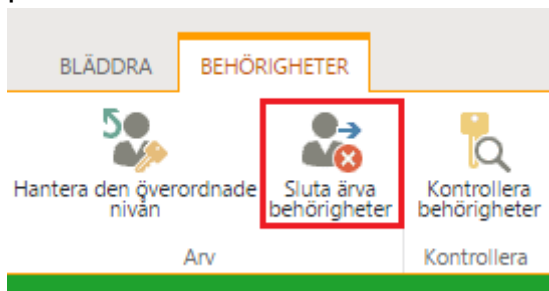 BLÄDDRA BEHÖRIGHETER
Hantera den överordnade nivån
Sluta ärva behörigheter
Kontrollera behörigheter
Arv
Kontrollera